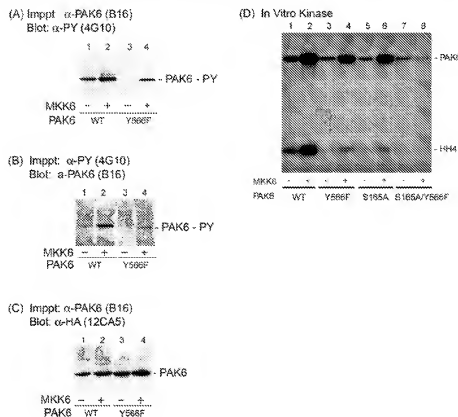 (A) Imppt: α-PAK6 (B16)
Blot: α-PY (4G10)
1 2 3 4
- PAK6 - PY
MKK6 - + - +
PAK6 WT Y566F
(B) Imppt: α-PY (4G10)
Blot: a-PAK6 (B16)
1 2 3 4
- PAK6 - PY
MKK6 - + - +
PAK6 WT Y566F
(C) Imppt: α-PAK6 (B16)
Blot: α-HA (12CA5)
1 2 3 4
- PAK6
MKK6 - + - +
PAK6 WT Y566F
(D) In Vitro Kinase
1 2 3 4 5 6 7 8
- PAK6
MKK6 - + - + - + - +
PAK6 WT Y566F S165A S165A/Y566F